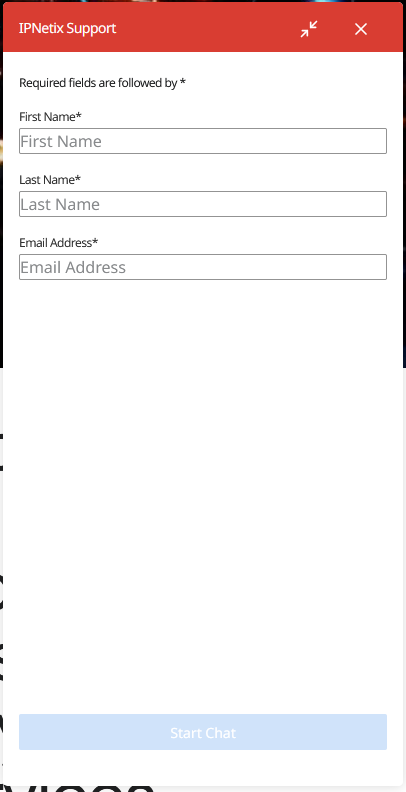 IPNetix Support
Required fields are followed by *
First Name*
First Name
Last Name*
Last Name
Email Address*
Email Address
Start Chat